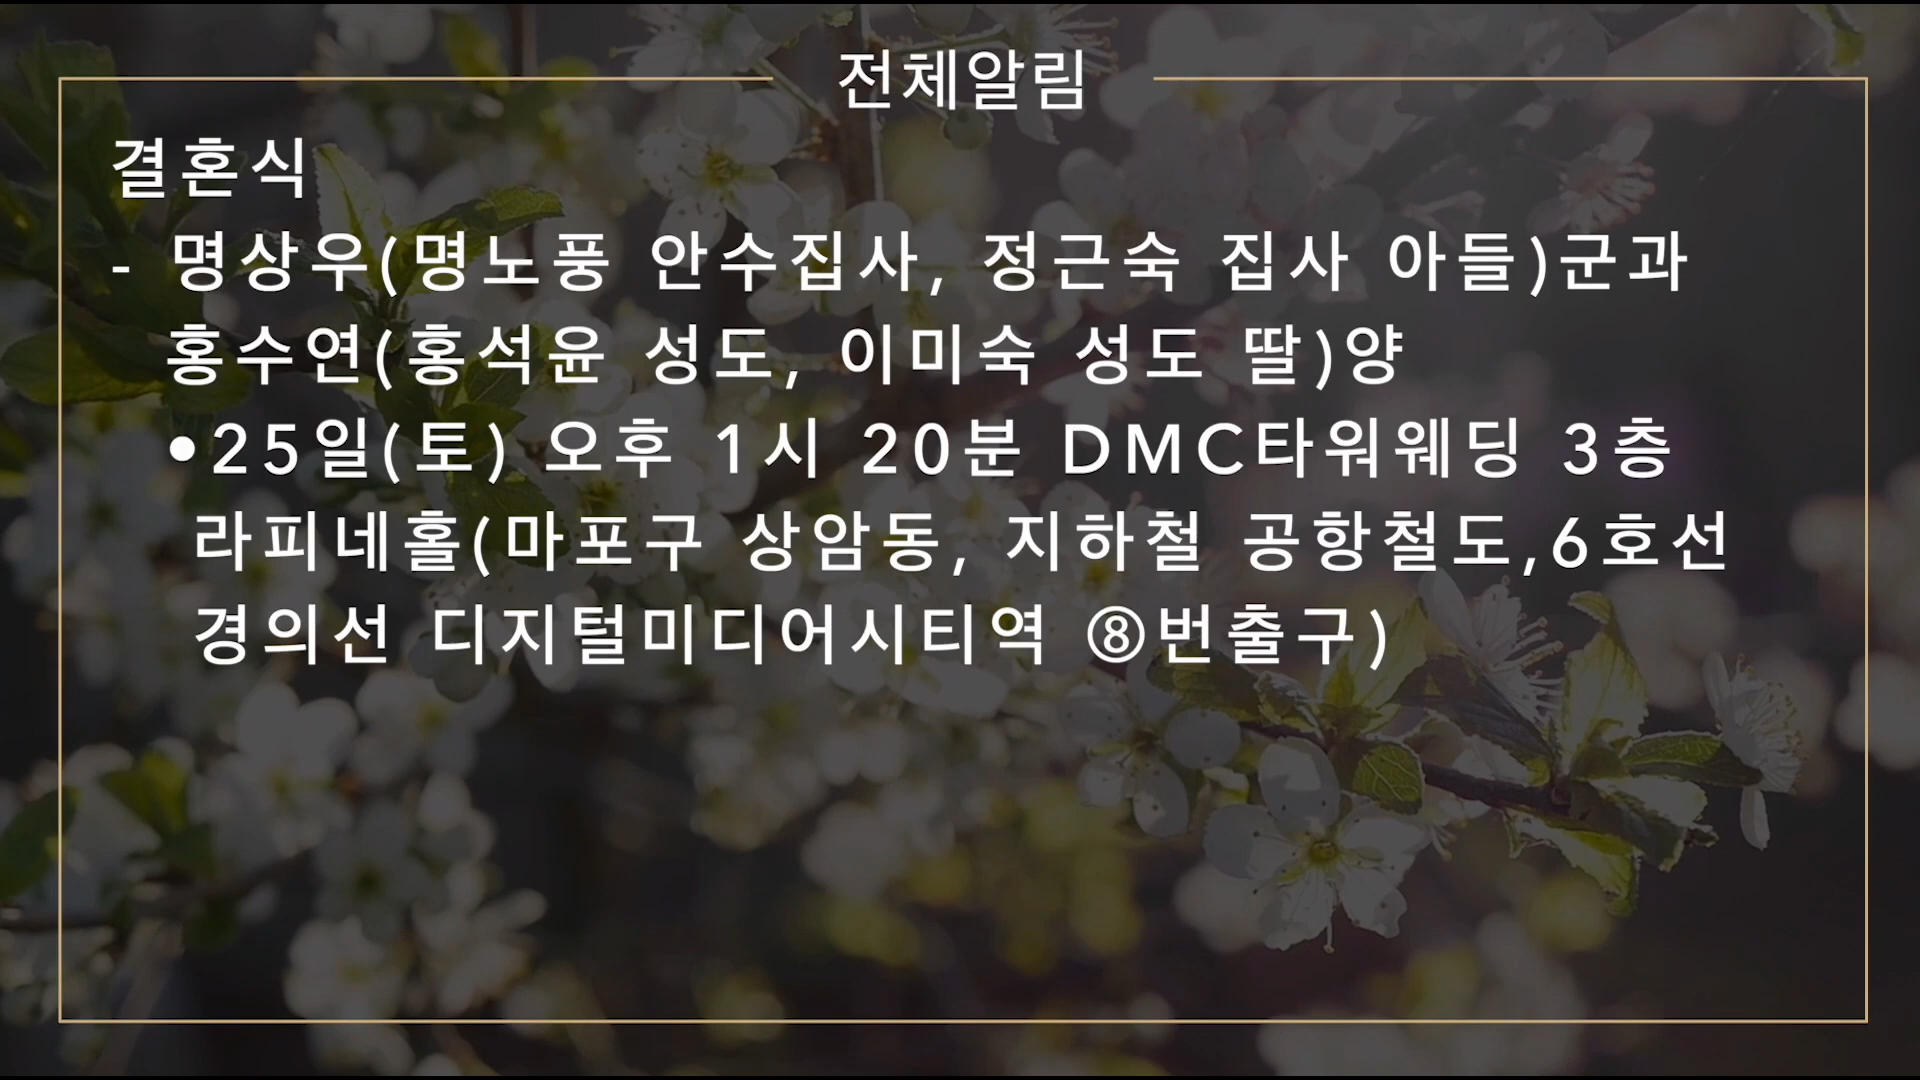 전체알림
결혼식
- 명상우(명노풍 안수집사, 정근숙 집사 아들)군과
홍수연(홍석윤 성도, 이미숙 성도 딸)양
•25일(토) 오후 1시 20분 DMC타워웨딩 3층
라피네홀(마포구 상암동, 지하철 공항철도,6호선
경의선 디지털미디어시티역 ⑧번출구)